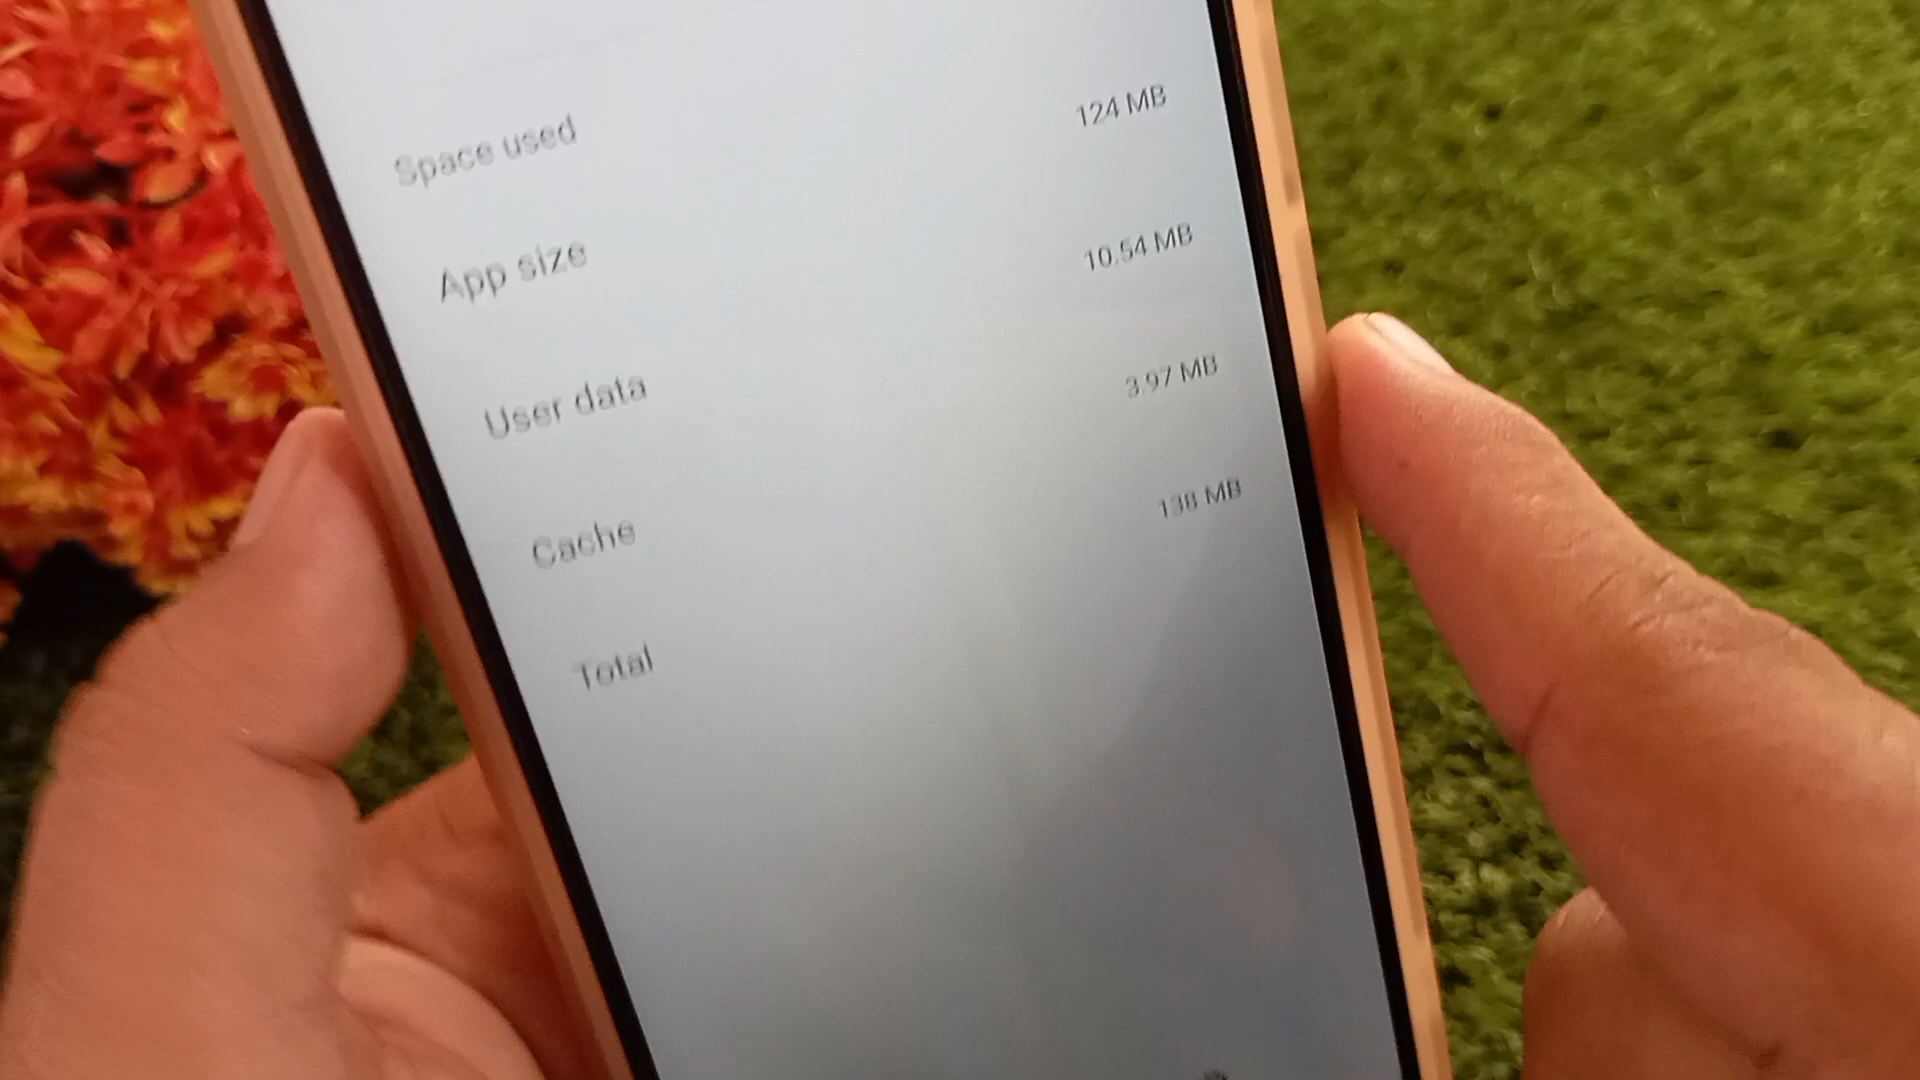 Space used
App size 124 MB
User data 10.54 MB
Cache 3.97 MB
Total 138 MB